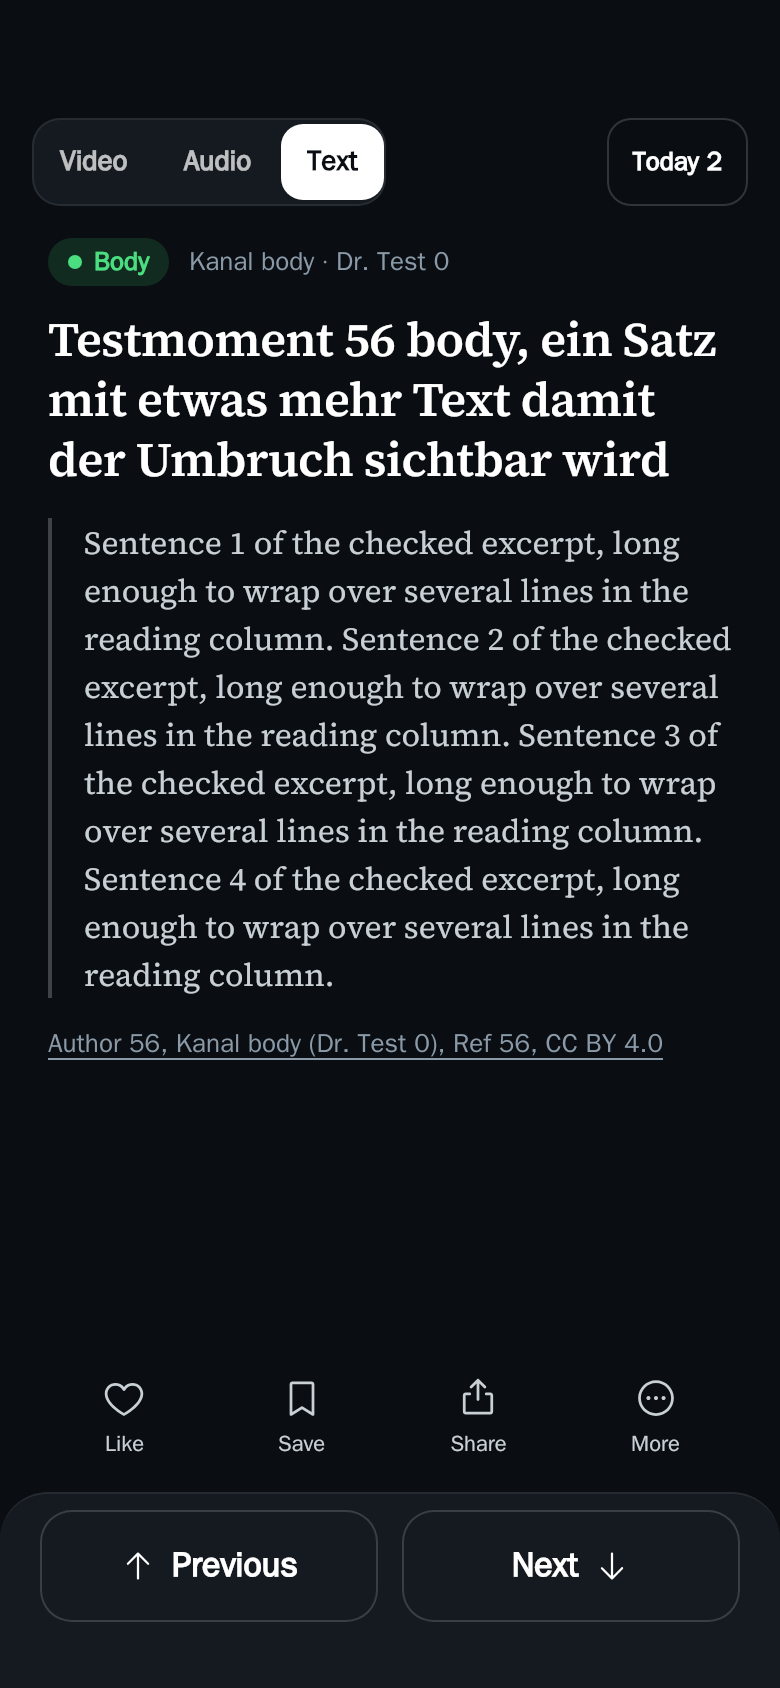 Video Audio Text Today 2
Body Kanal body · Dr. Test 0
Testmoment 56 body, ein Satz
mit etwas mehr Text damit
der Umbruch sichtbar wird
Sentence 1 of the checked excerpt, long
enough to wrap over several lines in the
reading column. Sentence 2 of the checked
excerpt, long enough to wrap over several
lines in the reading column. Sentence 3 of
the checked excerpt, long enough to wrap
over several lines in the reading column.
Sentence 4 of the checked excerpt, long
enough to wrap over several lines in the
reading column.
Author 56, Kanal body (Dr. Test 0), Ref 56, CC BY 4.0
Like Save Share More
Previous Next